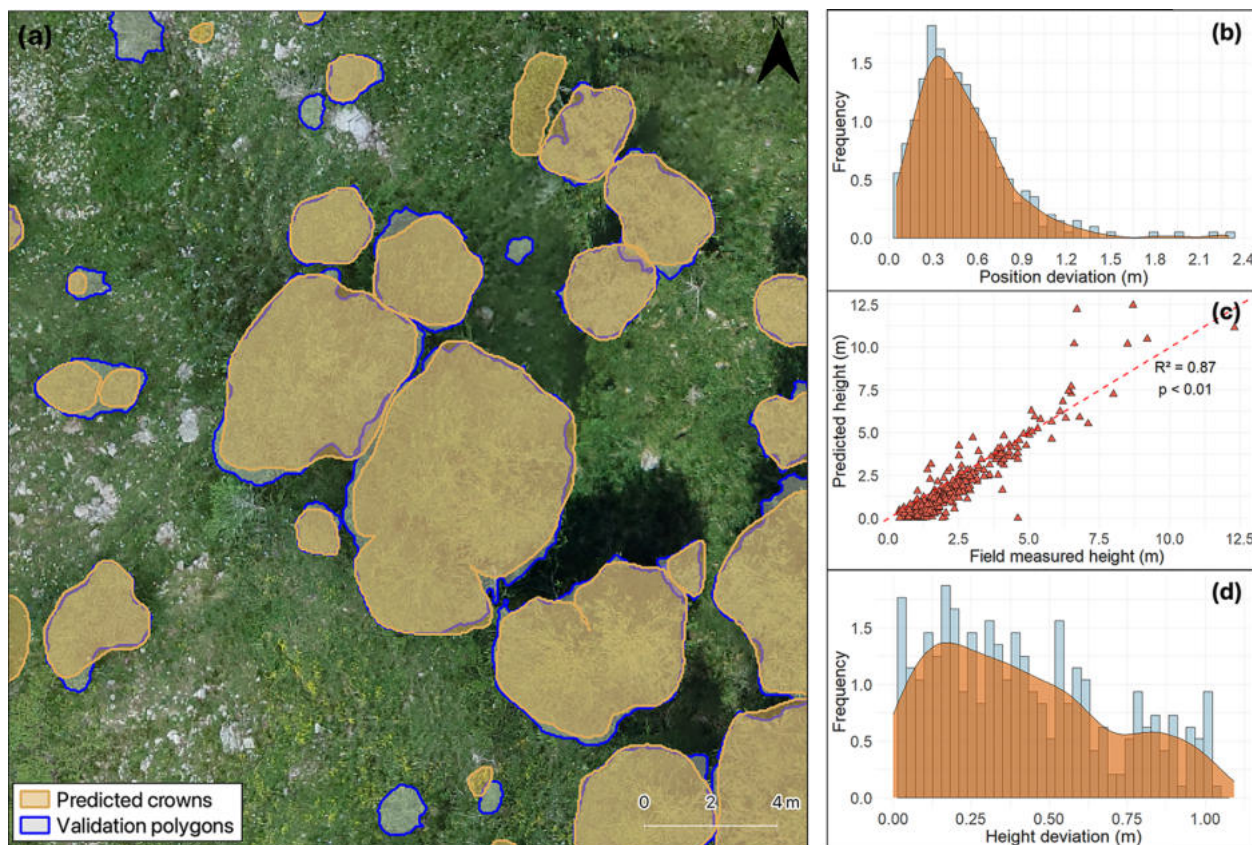 (a)
N
Predicted crowns
Validation polygons
0 2 4 m
(b)
Frequency
1.5
1.0
0.5
0.0
0.0 0.3 0.6 0.9 1.2 1.5 1.8 2.1 2.4
Position deviation (m)
(c)
Predicted height (m)
12.5
10.0
7.5
5.0
2.5
0.0
R² = 0.87
p < 0.01
0.0 2.5 5.0 7.5 10.0 12.5
Field measured height (m)
(d)
Frequency
1.5
1.0
0.5
0.0
0.00 0.25 0.50 0.75 1.00
Height deviation (m)